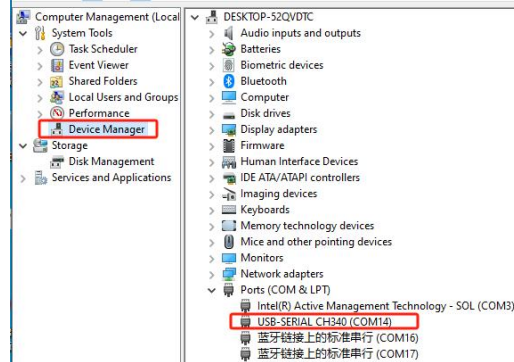 Computer Management (Local
System Tools
Task Scheduler
Event Viewer
Shared Folders
Local Users and Groups
Performance
Device Manager
Storage
Disk Management
Services and Applications
DESKTOP-52QVDTC
Audio inputs and outputs
Batteries
Biometric devices
Bluetooth
Computer
Disk drives
Display adapters
Firmware
Human Interface Devices
IDE ATA/ATAPI controllers
Imaging devices
Keyboards
Memory technology devices
Mice and other pointing devices
Monitors
Network adapters
Ports (COM & LPT)
Intel(R) Active Management Technology - SOL (COM3)
USB-SERIAL CH340 (COM14)
蓝牙链接上的标准串行 (COM16)
蓝牙链接上的标准串行 (COM17)